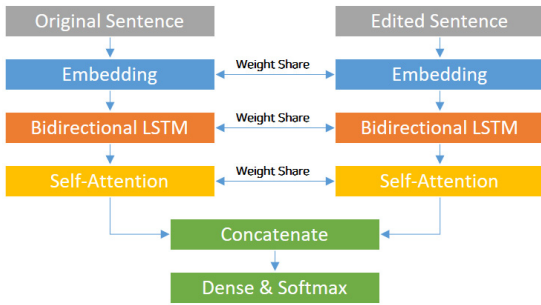 Original Sentence
Edited Sentence
Embedding
Weight Share
Embedding
Bidirectional LSTM
Weight Share
Bidirectional LSTM
Self-Attention
Weight Share
Self-Attention
Concatenate
Dense & Softmax